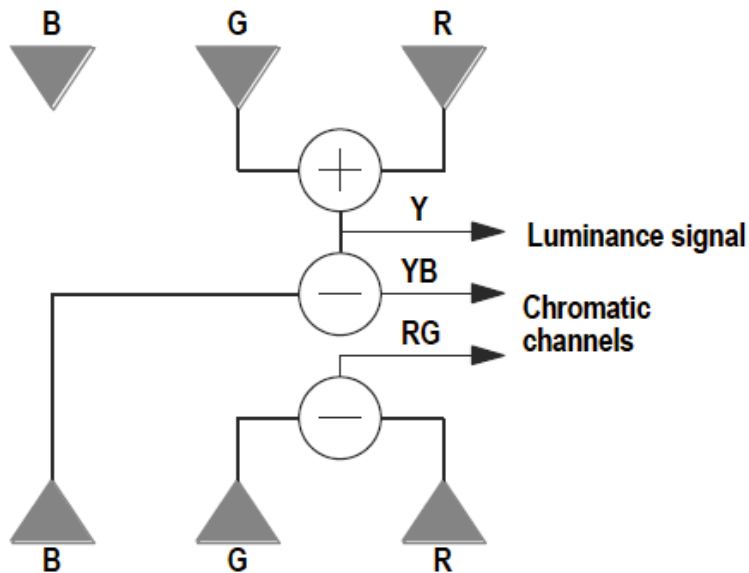 B G R
+
Y
Luminance signal
−
YB
Chromatic
channels
RG
−
B G R